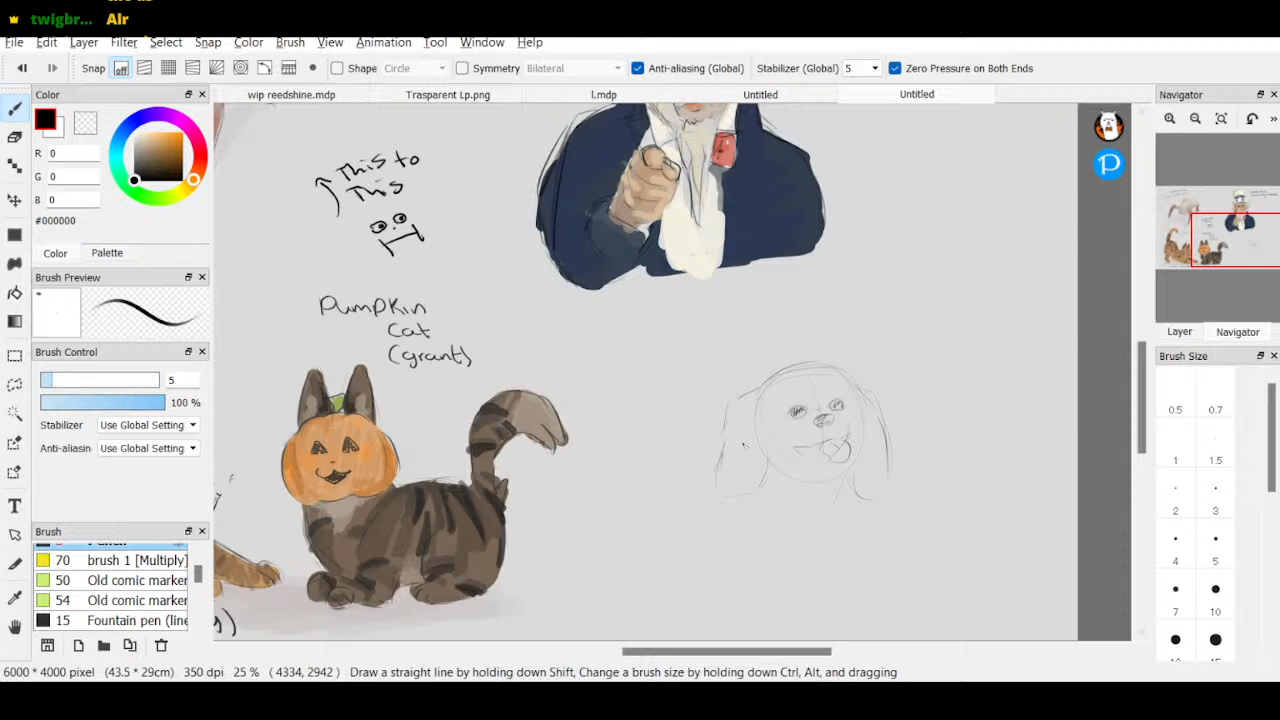 twigbr... Alr
File Edit Layer Filter Select Snap Color Brush View Animation Tool Window Help
Snap off Shape Circle Symmetry Bilateral Anti-aliasing (Global) Stabilizer (Global) 5 Zero Pressure on Both Ends
Color
wip reedshine.mdp Trasparent Lp.png l.mdp Untitled Untitled
Navigator
R 0
G 0
B 0
#000000
Color Palette
Brush Preview
Brush Control
5
100 %
Stabilizer Use Global Setting
Anti-aliasin Use Global Setting
Brush
70 brush 1 [Multiply]
50 Old comic marker
54 Old comic marker
15 Fountain pen (line
This to
This
Pumpkin
Cat
(grant)
P
Layer Navigator
Brush Size
0.5 0.7
1 1.5
2 3
4 5
7 10
6000 * 4000 pixel (43.5 * 29cm) 350 dpi 25 % ( 4334, 2942 ) Draw a straight line by holding down Shift, Change a brush size by holding down Ctrl, Alt, and dragging